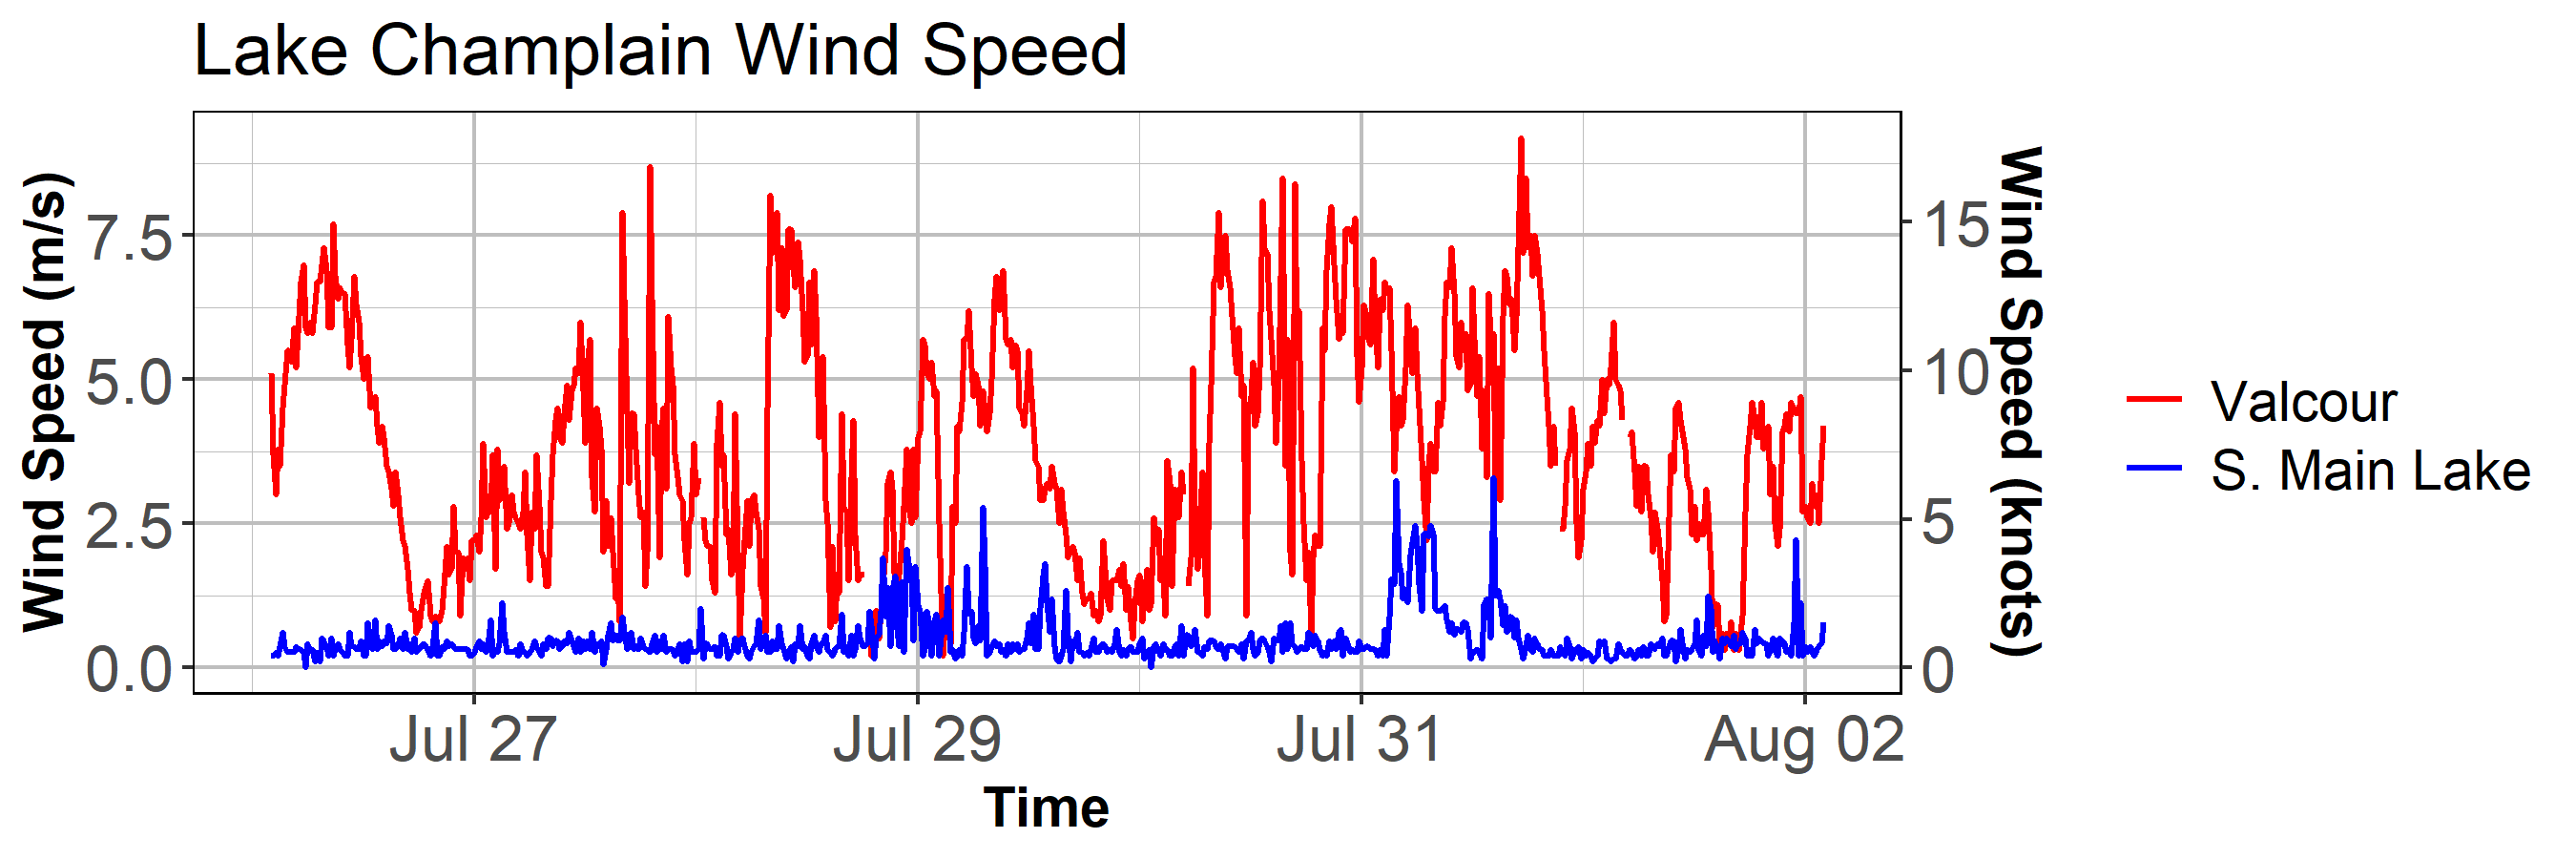 Lake Champlain Wind Speed
Wind Speed (m/s)
7.5
5.0
2.5
0.0
15
10
5
0
Wind Speed (knots)
Jul 27
Jul 29
Jul 31
Aug 02
Time
Valcour
S. Main Lake